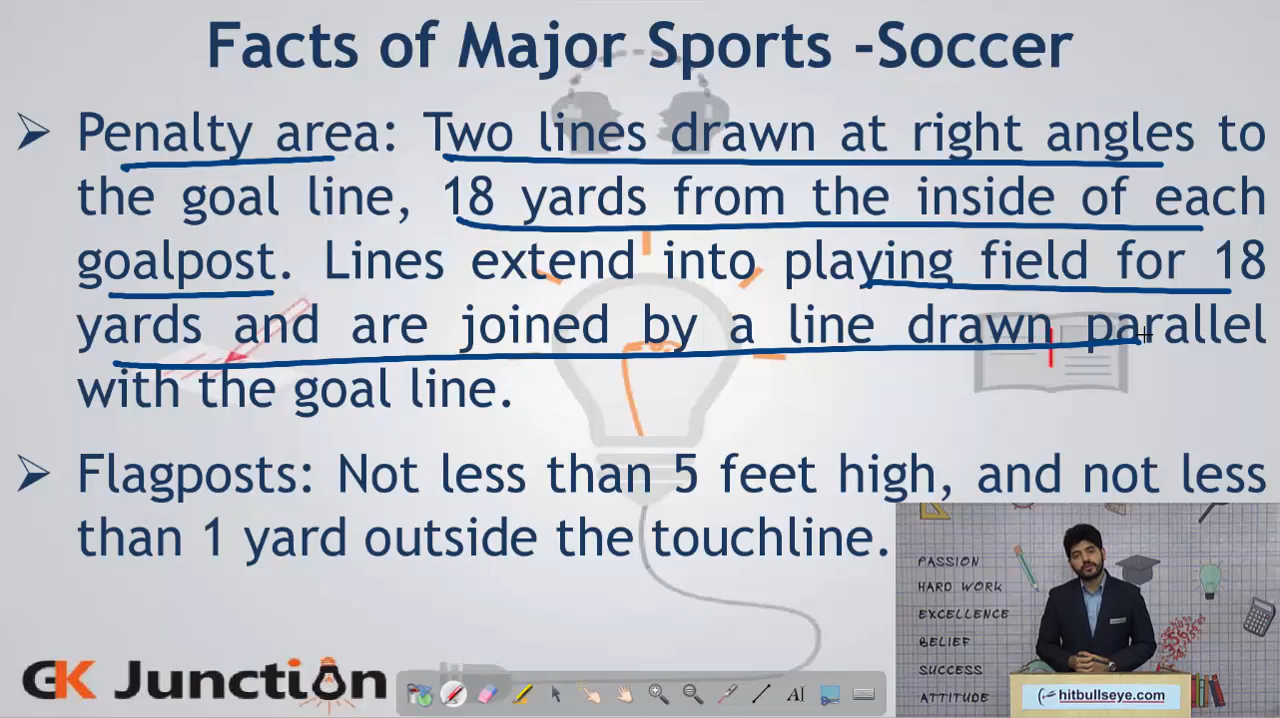 Facts of Major Sports -Soccer
➢ Penalty area: Two lines drawn at right angles to
the goal line, 18 yards from the inside of each
goalpost. Lines extend into playing field for 18
yards and are joined by a line drawn parallel
with the goal line.
➢ Flagposts: Not less than 5 feet high, and not less
than 1 yard outside the touchline.
PASSION
HARD WORK
EXCELLENCE
BELIEF
SUCCESS
ATTITUDE
hitbullseye.com
GK Junction
AI